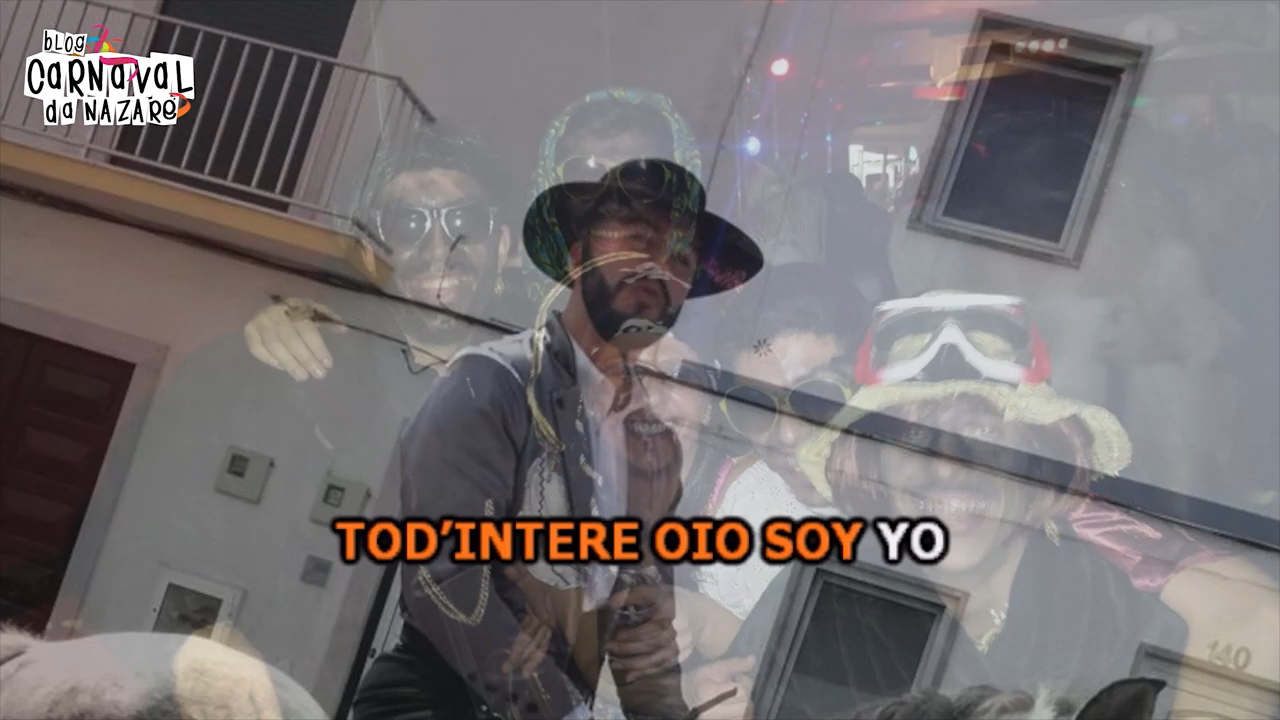 BLOG
CARNAVAL
da NAZARÉ
TOD'INTERE OIO SOY YO
140